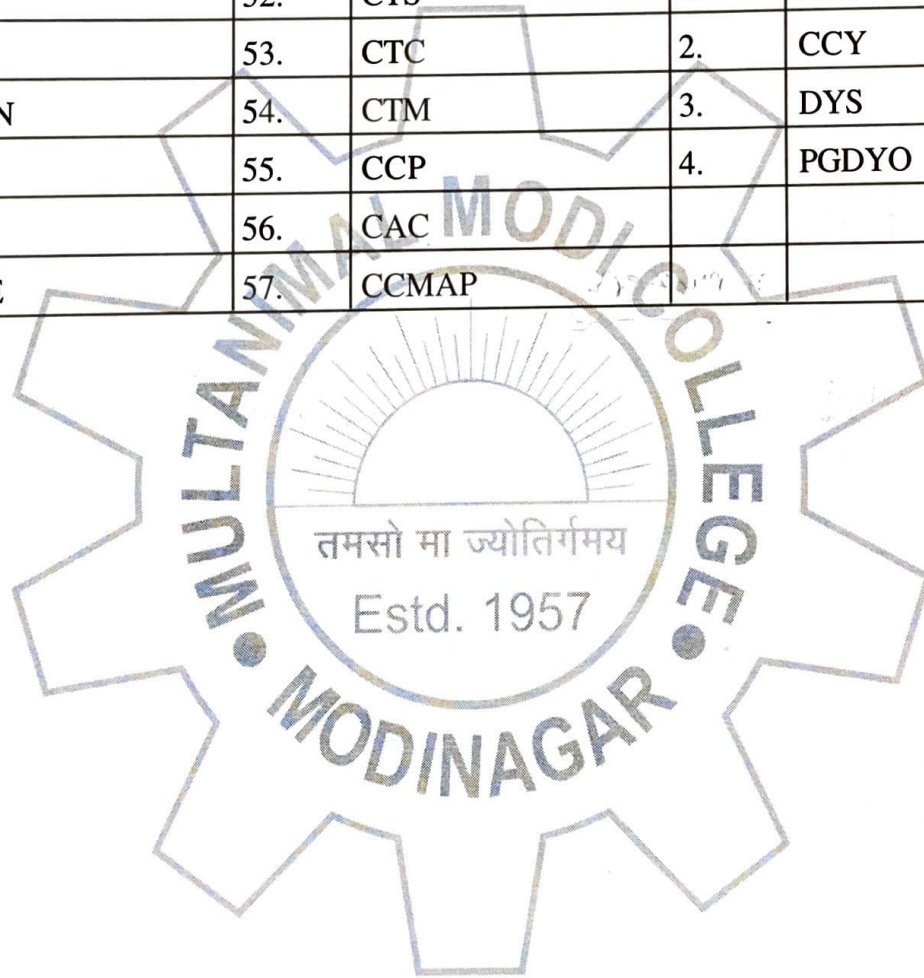 53. CTC 2. CCY
N 54. CTM 3. DYS
55. CCP 4. PGDYO
56. CAC
57. CCMAP
MULTANIMAL MODI COLLEGE
तमसो मा ज्योतिर्गमय
Estd. 1957
• MODINAGAR •